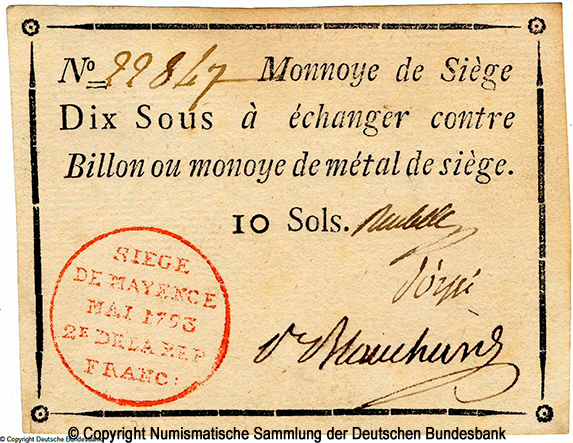 No 22847 Monnoye de Siège
Dix Sous à échanger contre
Billon ou monoye de métal de siège.
10 Sols. Reubell
SIEGE
DE MAYENCE
MAI 1793
2E DE LA REP
FRANC:
© Copyright Deutsche Bundesbank
© Copyright Numismatische Sammlung der Deutschen Bundesbank